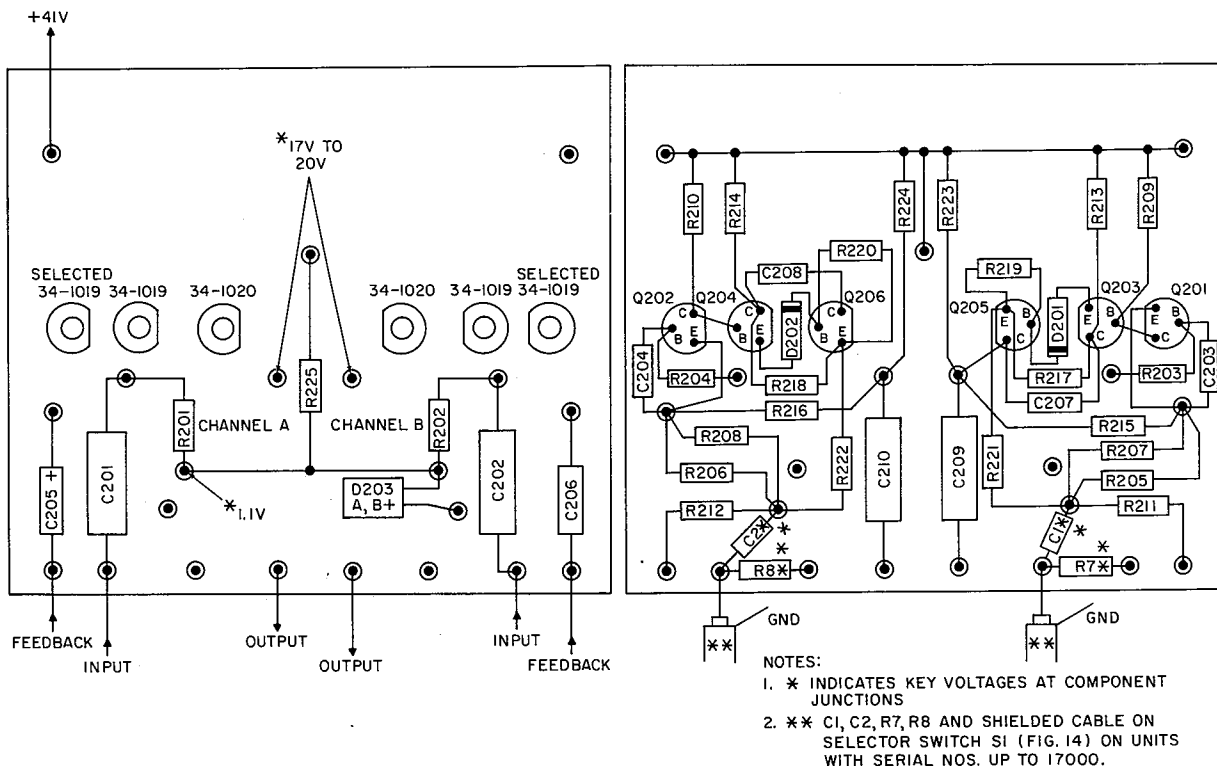 +41V
*17V TO
20V
SELECTED
34-1019
34-1019
34-1020
34-1020
34-1019
SELECTED
34-1019
R225
R201
CHANNEL A
CHANNEL B
R202
C205 +
C201
*1.1V
D203
A, B+
C202
C206
FEEDBACK
INPUT
OUTPUT
OUTPUT
INPUT
FEEDBACK
R210
R214
R224
R223
R213
R209
R220
C208
R219
Q202
Q204
D202
Q206
Q205
D201
Q203
Q201
C
B
E
C
B
E
C
B
E
E
B
C
E
B
C
B
E
C
C204
R204
R218
R216
R217
C207
R203
C203
R215
R208
R206
R222
C210
C209
R221
R207
R205
R212
R211
C2*
*
*
R8*
C1*
*
*
R7*
GND
**
GND
**
NOTES:
1. * INDICATES KEY VOLTAGES AT COMPONENT
JUNCTIONS
2. ** C1, C2, R7, R8 AND SHIELDED CABLE ON
SELECTOR SWITCH S1 (FIG. 14) ON UNITS
WITH SERIAL NOS. UP TO 17000.